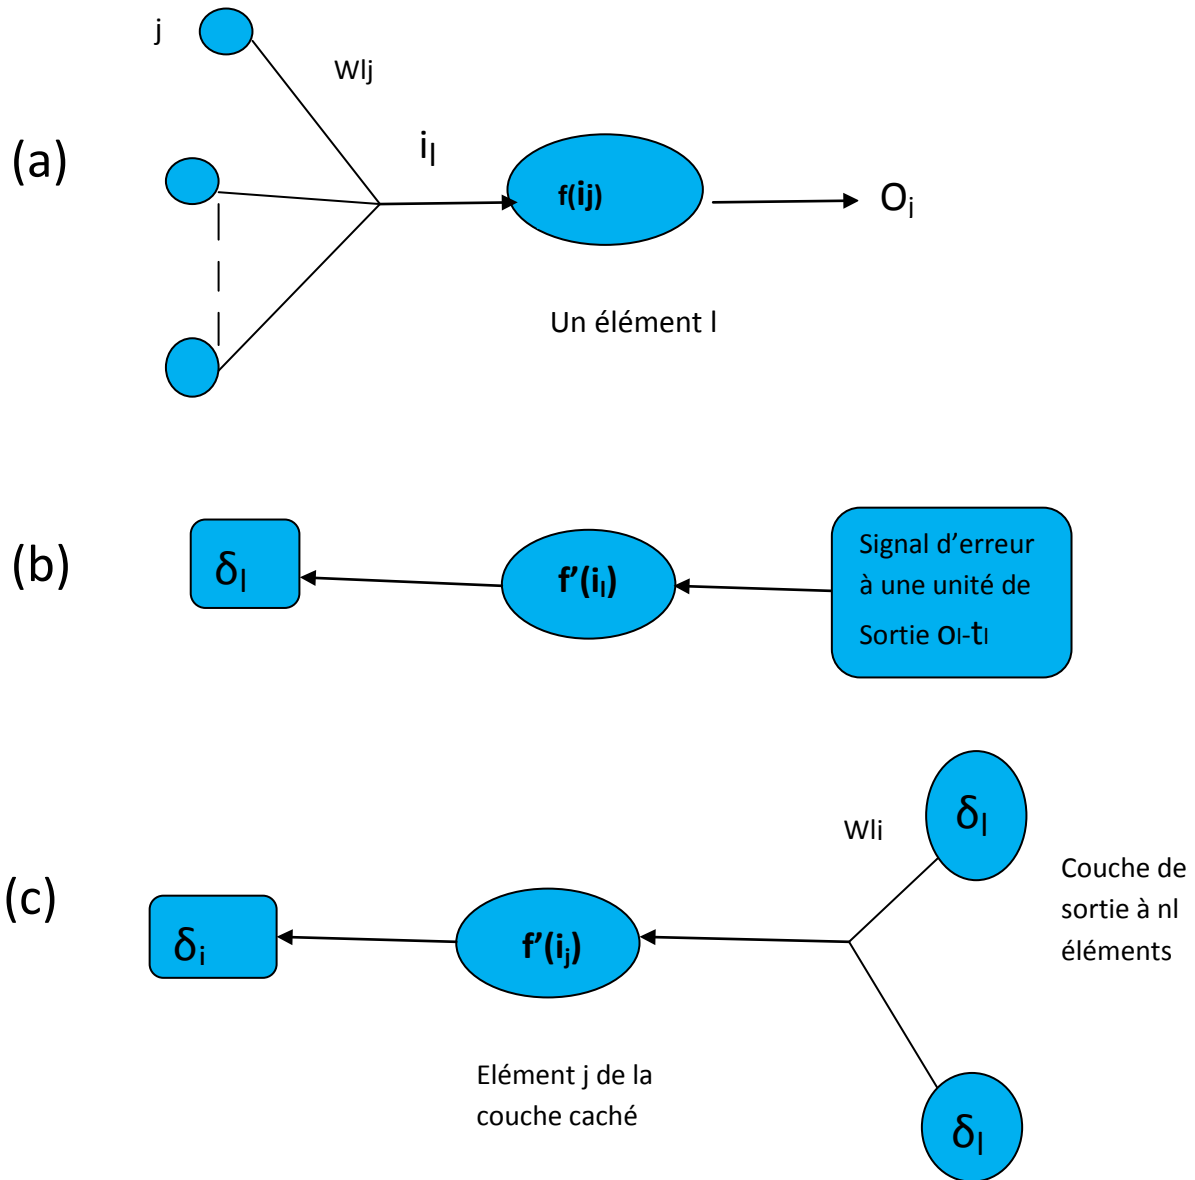 j
Wlj
(a)
il
f(ij)
Oj
Un élément l
(b)
δl
f'(il)
Signal d'erreur
à une unité de
Sortie ol-tl
(c)
δi
f'(ij)
Wli
δl
Couche de
sortie à nl
éléments
Elément j de la
couche caché
δl